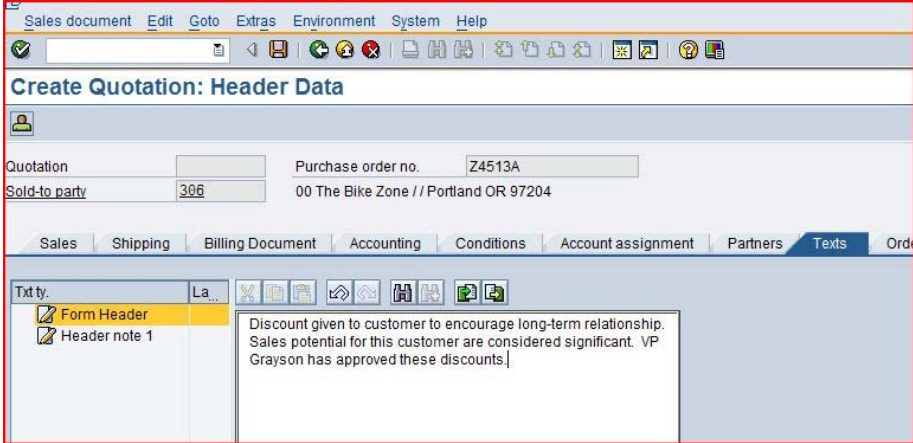 Sales document Edit Goto Extras Environment System Help
Create Quotation: Header Data
Quotation Purchase order no. Z4513A
Sold-to party 306 00 The Bike Zone / / Portland OR 97204
Sales Shipping Billing Document Accounting Conditions Account assignment Partners Texts Orde
Txt ty. La...
Form Header
Header note 1
Discount given to customer to encourage long-term relationship.
Sales potential for this customer are considered significant. VP
Grayson has approved these discounts.